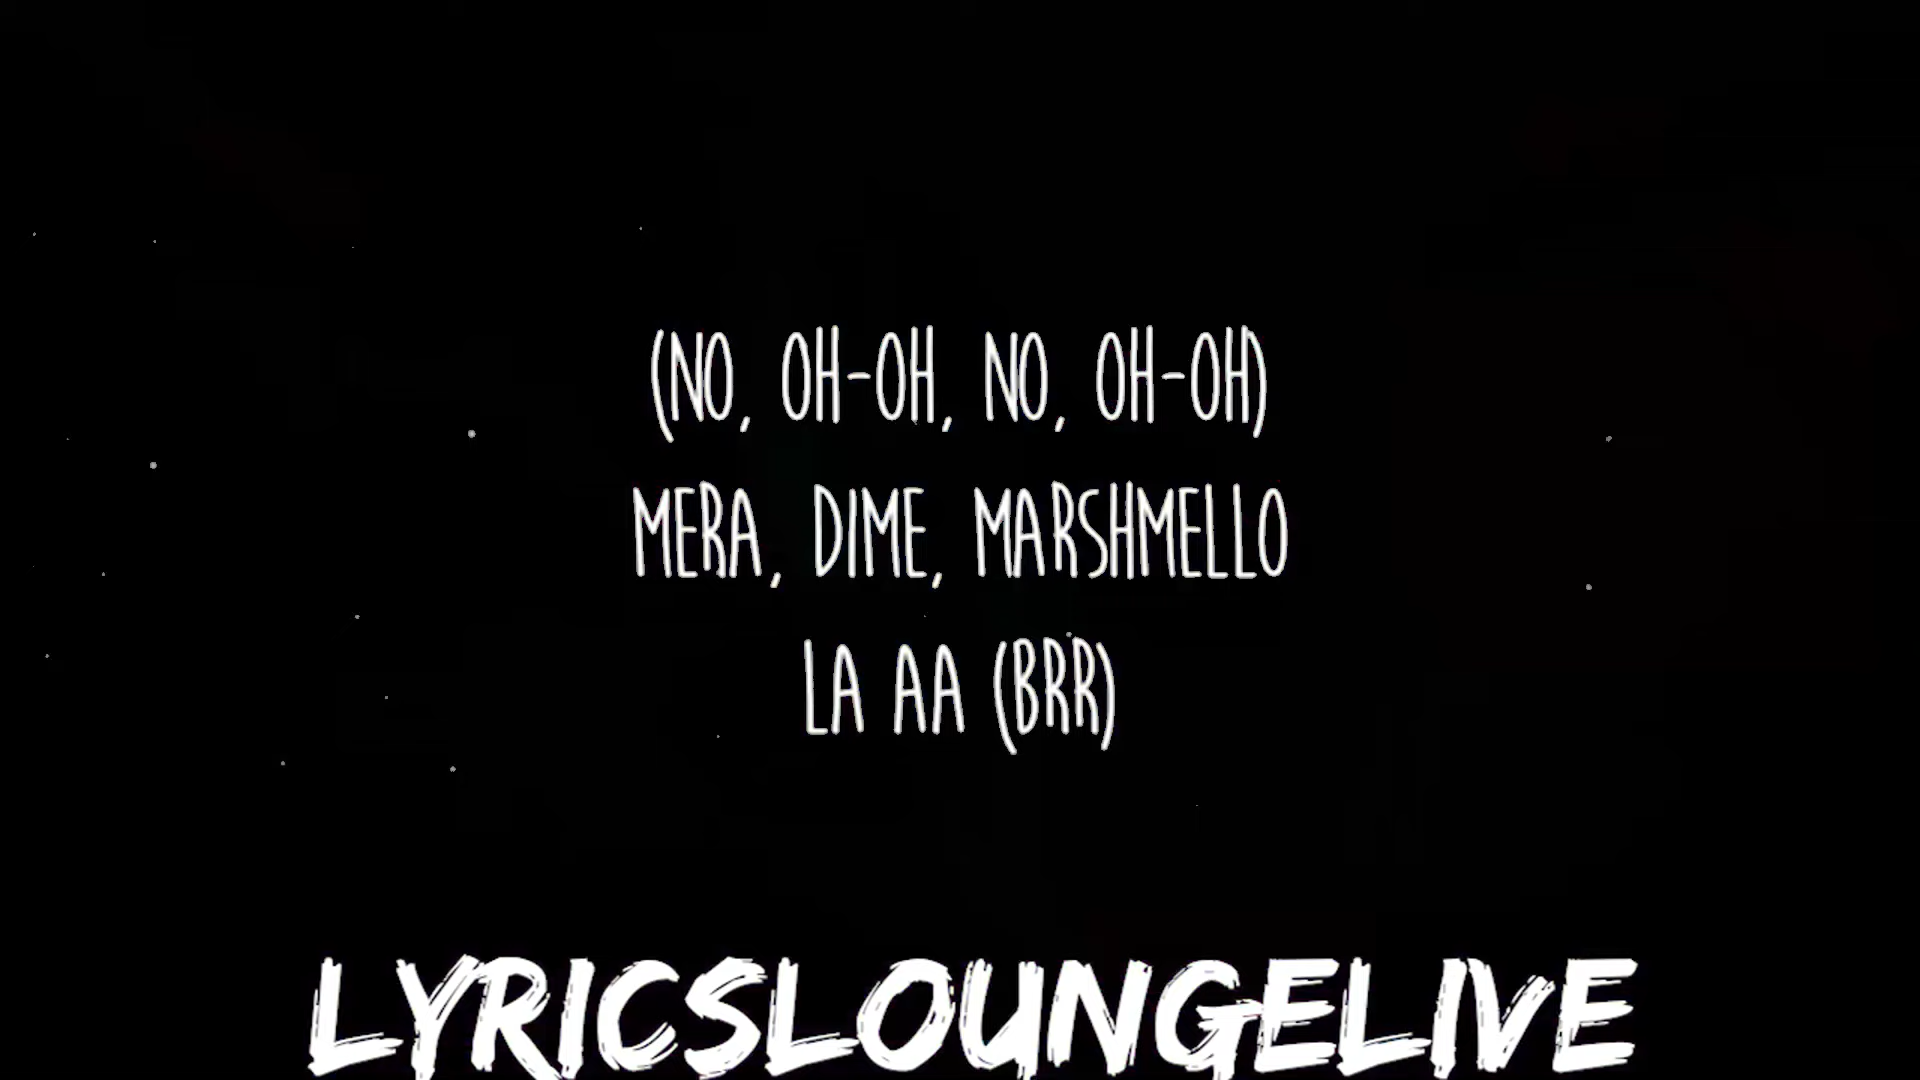 (NO, OH-OH, NO, OH-OH)
MERA, DIME, MARSHMELLO
LA AA (BRR)
LYRICSLOUNGELIVE